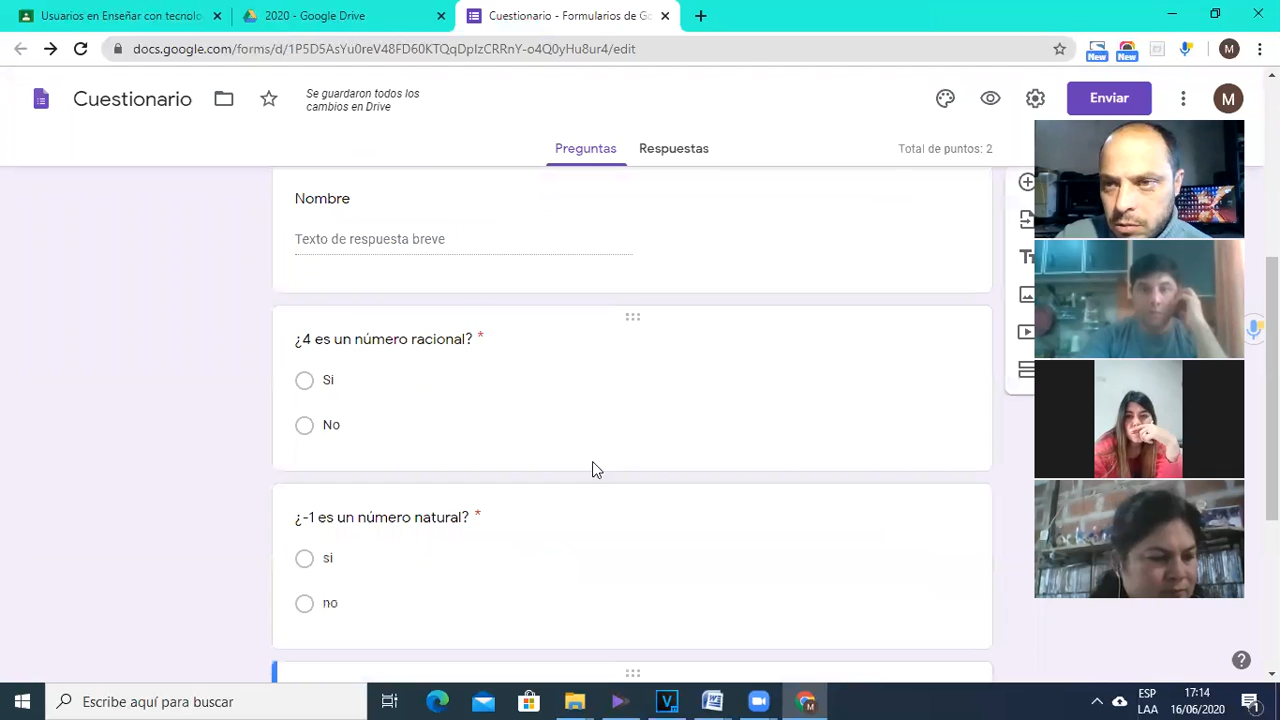 Usuarios en Enseñar con tecnolo
2020 - Google Drive
Cuestionario - Formularios de Go
docs.google.com/forms/d/1P5D5AsYu0reV48FD60KTQqDpIzCRRnY-o4Q0yHu8ur4/edit
New
New
M
Cuestionario
Se guardaron todos los
cambios en Drive
Enviar
M
Preguntas
Respuestas
Total de puntos: 2
Nombre
Texto de respuesta breve
¿4 es un número racional? *
Si
No
¿-1 es un número natural? *
si
no
Escribe aquí para buscar
ESP
LAA
17:14
16/06/2020